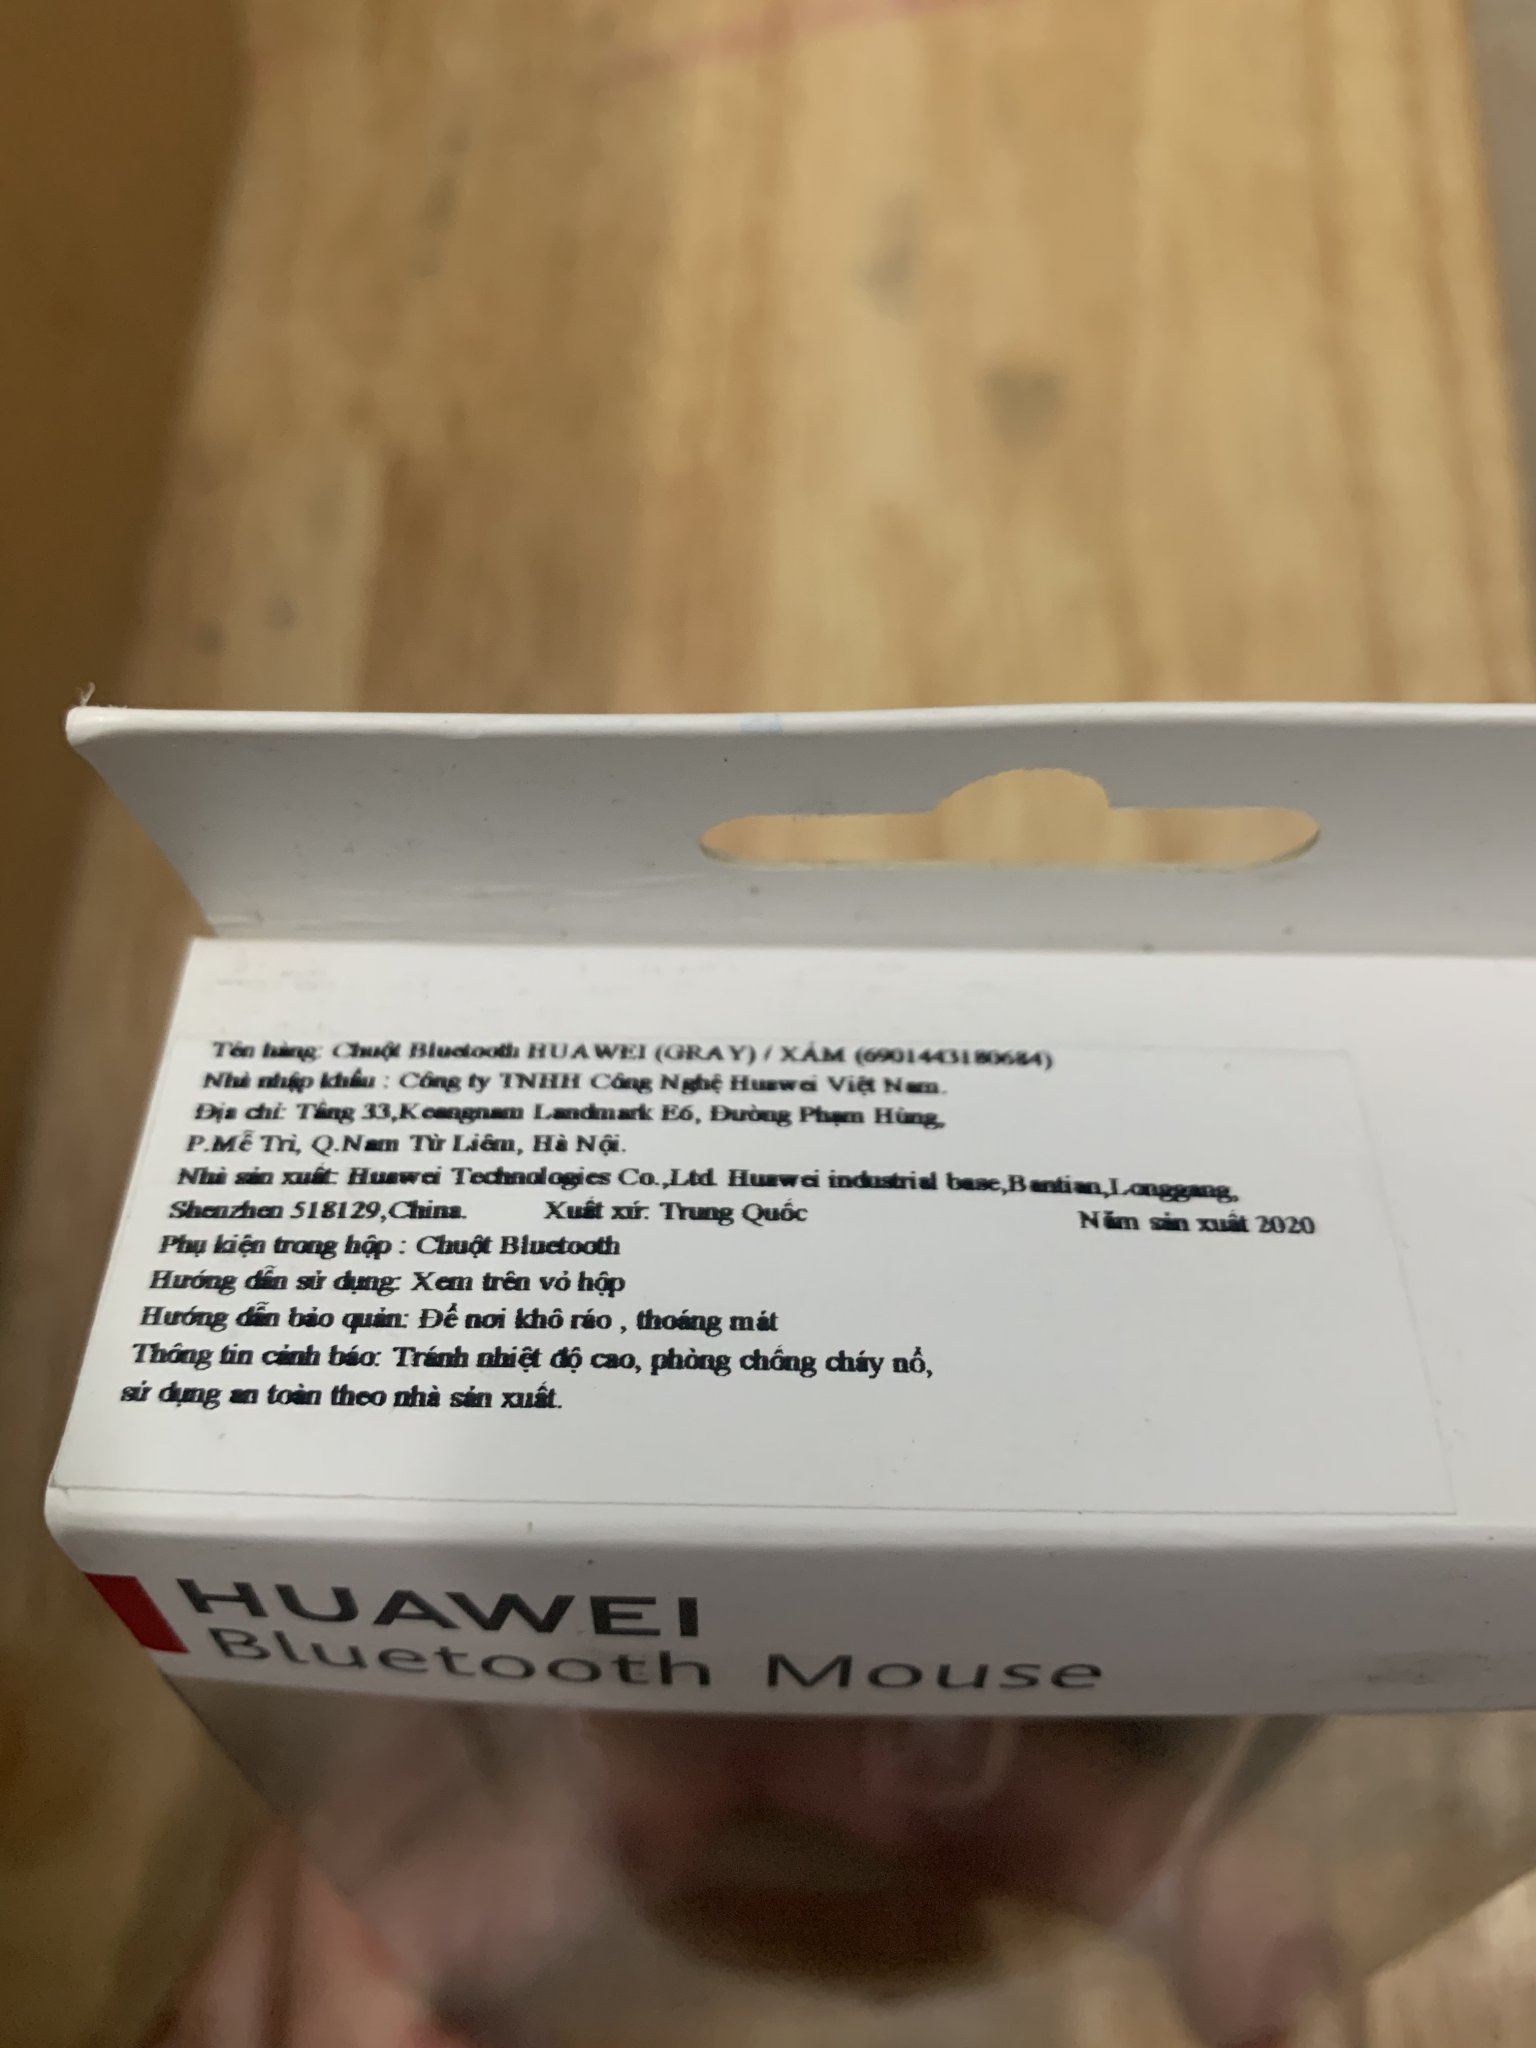 Tên hàng: Chuột Bluetooth HUAWEI (GRAY) / XÁM (6901443180684)
Nhà nhập khẩu : Công ty TNHH Công Nghệ Huawei Việt Nam.
Địa chỉ: Tầng 33,Keangnam Landmark E6, Đường Phạm Hùng,
P.Mễ Trì, Q.Nam Từ Liêm, Hà Nội.
Nhà sản xuất: Huawei Technologies Co.,Ltd. Huawei industrial base,Bantian,Longgang,
Shenzhen 518129,China. Xuất xứ: Trung Quốc Năm sản xuất 2020
Phụ kiện trong hộp : Chuột Bluetooth
Hướng dẫn sử dụng: Xem trên vỏ hộp
Hướng dẫn bảo quản: Để nơi khô ráo , thoáng mát
Thông tin cảnh báo: Tránh nhiệt độ cao, phòng chống cháy nổ,
sử dụng an toàn theo nhà sản xuất.
HUAWEI
Bluetooth Mouse